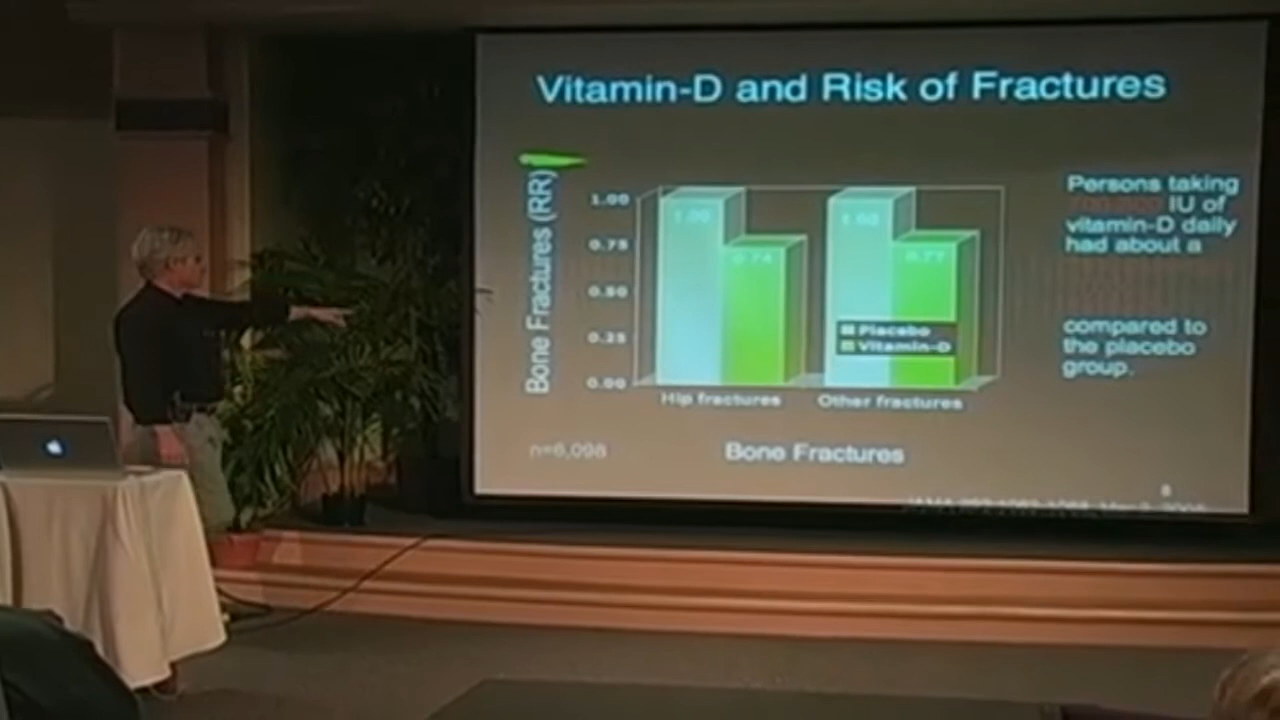 Vitamin-D and Risk of Fractures
Bone Fractures (RR)
1.00
0.75
0.50
0.25
0.00
1.00
0.74
1.00
0.77
Placebo
Vitamin-D
Hip fractures
Other fractures
n=6,098
Bone Fractures
Persons taking
IU of
vitamin-D daily
had about a
compared to
the placebo
group.
8